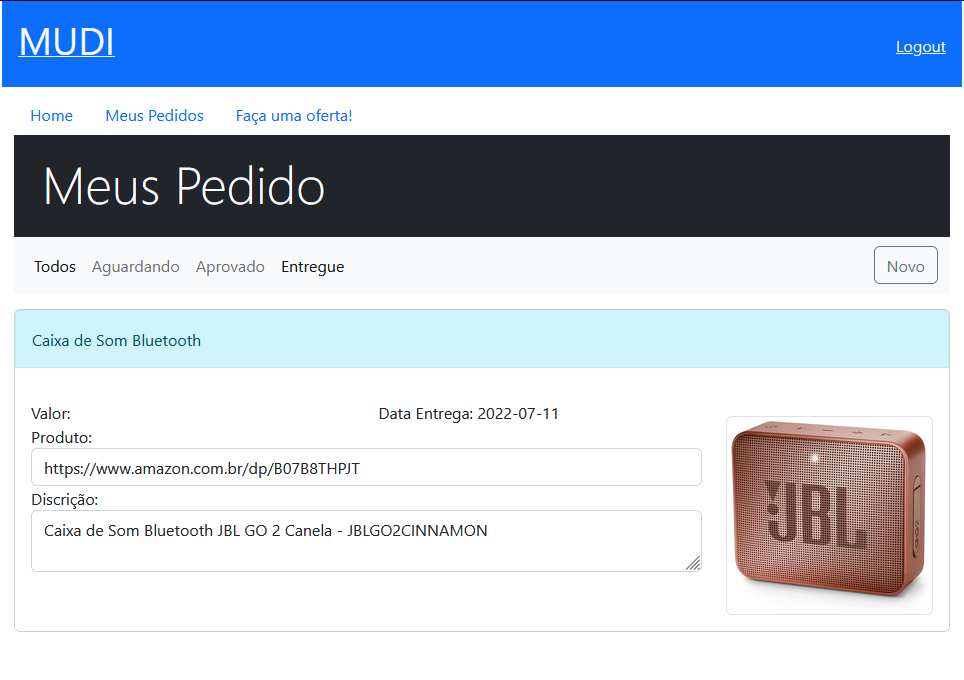 MUDI
Logout
Home Meus Pedidos Faça uma oferta!
Meus Pedido
Todos Aguardando Aprovado Entregue Novo
Caixa de Som Bluetooth
Valor: Data Entrega: 2022-07-11
Produto:
https://www.amazon.com.br/dp/B07B8THPJT
Discrição:
Caixa de Som Bluetooth JBL GO 2 Canela - JBLGO2CINNAMON
JBL
GO2